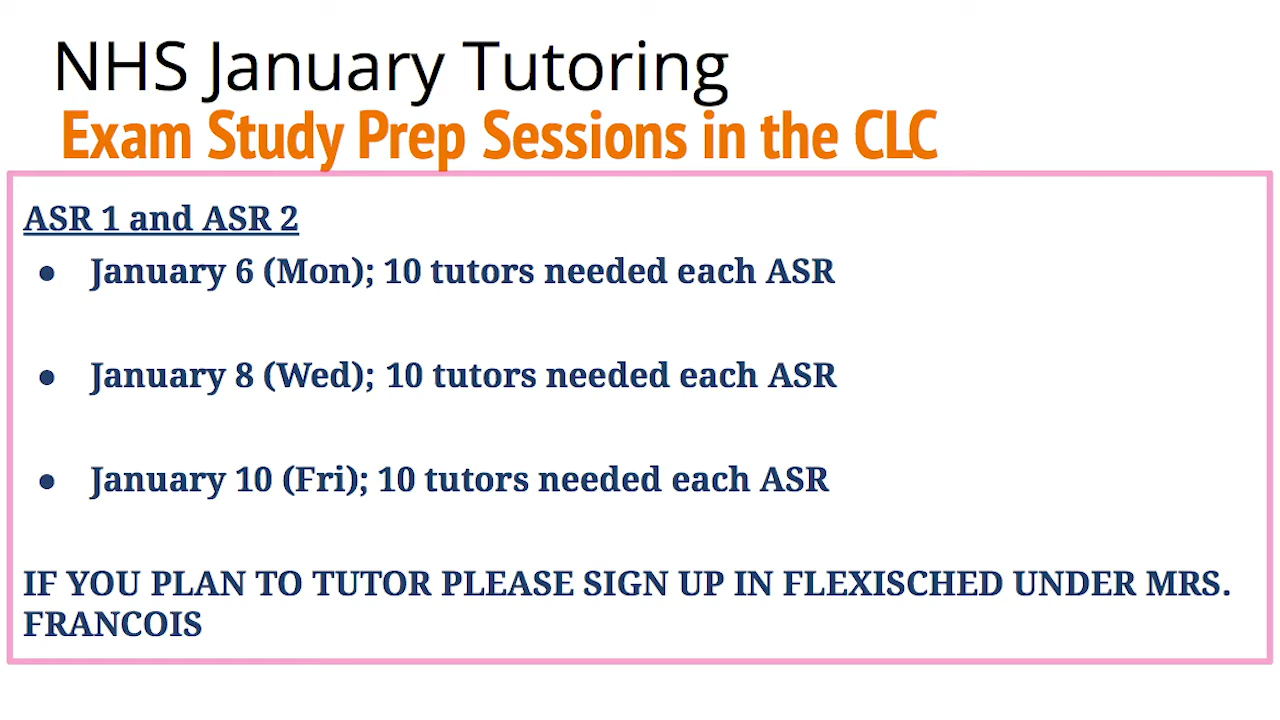 NHS January Tutoring
Exam Study Prep Sessions in the CLC
ASR 1 and ASR 2
● January 6 (Mon); 10 tutors needed each ASR
● January 8 (Wed); 10 tutors needed each ASR
● January 10 (Fri); 10 tutors needed each ASR
IF YOU PLAN TO TUTOR PLEASE SIGN UP IN FLEXISCHED UNDER MRS.
FRANCOIS